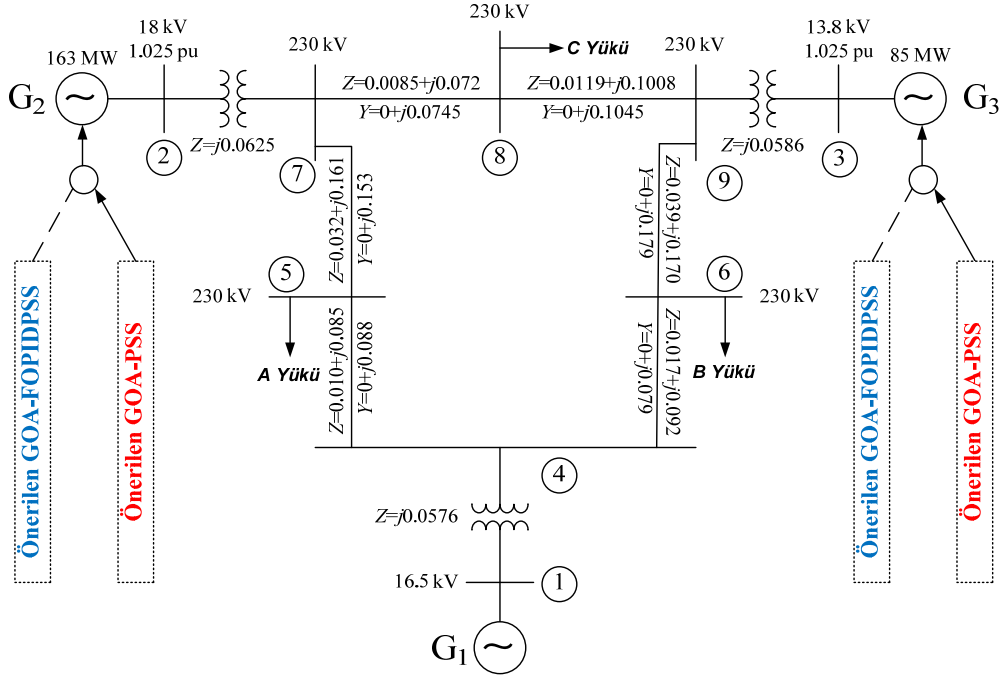 18 kV
1.025 pu
163 MW
G2
2
Z=j0.0625
230 kV
7
Z=0.0085+j0.072
Y=0+j0.0745
230 kV
C Yükü
8
Z=0.0119+j0.1008
Y=0+j0.1045
230 kV
9
Z=j0.0586
13.8 kV
1.025 pu
3
85 MW
G3
Z=0.032+j0.161
Y=0+j0.153
Z=0.039+j0.170
Y=0+j0.179
5
230 kV
A Yükü
6
230 kV
B Yükü
Z=0.010+j0.085
Y=0+j0.088
Z=0.017+j0.092
Y=0+j0.079
4
Z=j0.0576
16.5 kV
1
G1
Önerilen GOA-FOPIDPSS
Önerilen GOA-PSS
Önerilen GOA-FOPIDPSS
Önerilen GOA-PSS